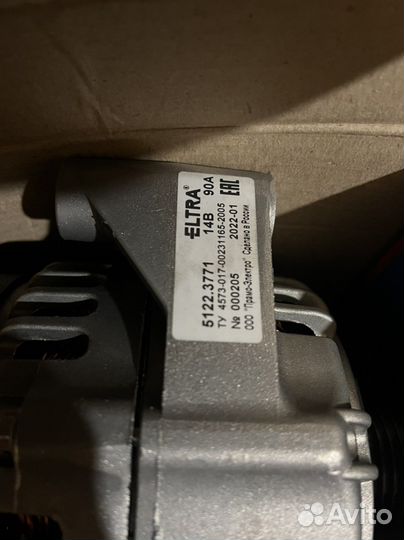 ELTRA®
5122.3771 14В 90А
ТУ 4573-017-00231165-2005
№ 000205 2022-01 EAC
ООО "Прамо-Электро" Сделано в России
Avito